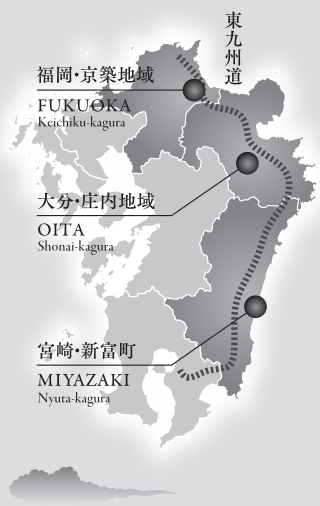 東九州道
福岡・京築地域
FUKUOKA
Keichiku-kagura
大分・庄内地域
OITA
Shonai-kagura
宮崎・新富町
MIYAZAKI
Nyuta-kagura